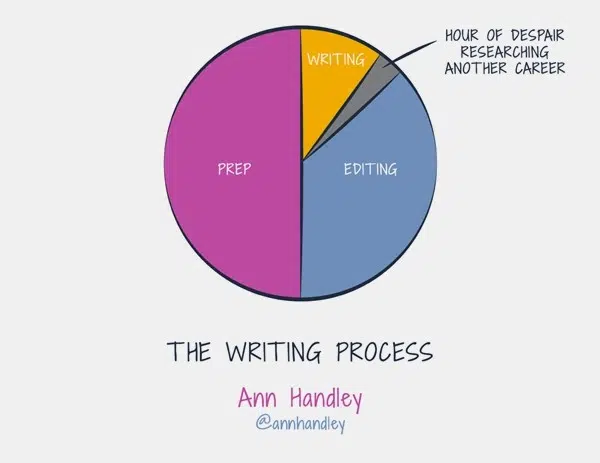 WRITING
HOUR OF DESPAIR
RESEARCHING
ANOTHER CAREER
PREP
EDITING
THE WRITING PROCESS
Ann Handley
@annhandley